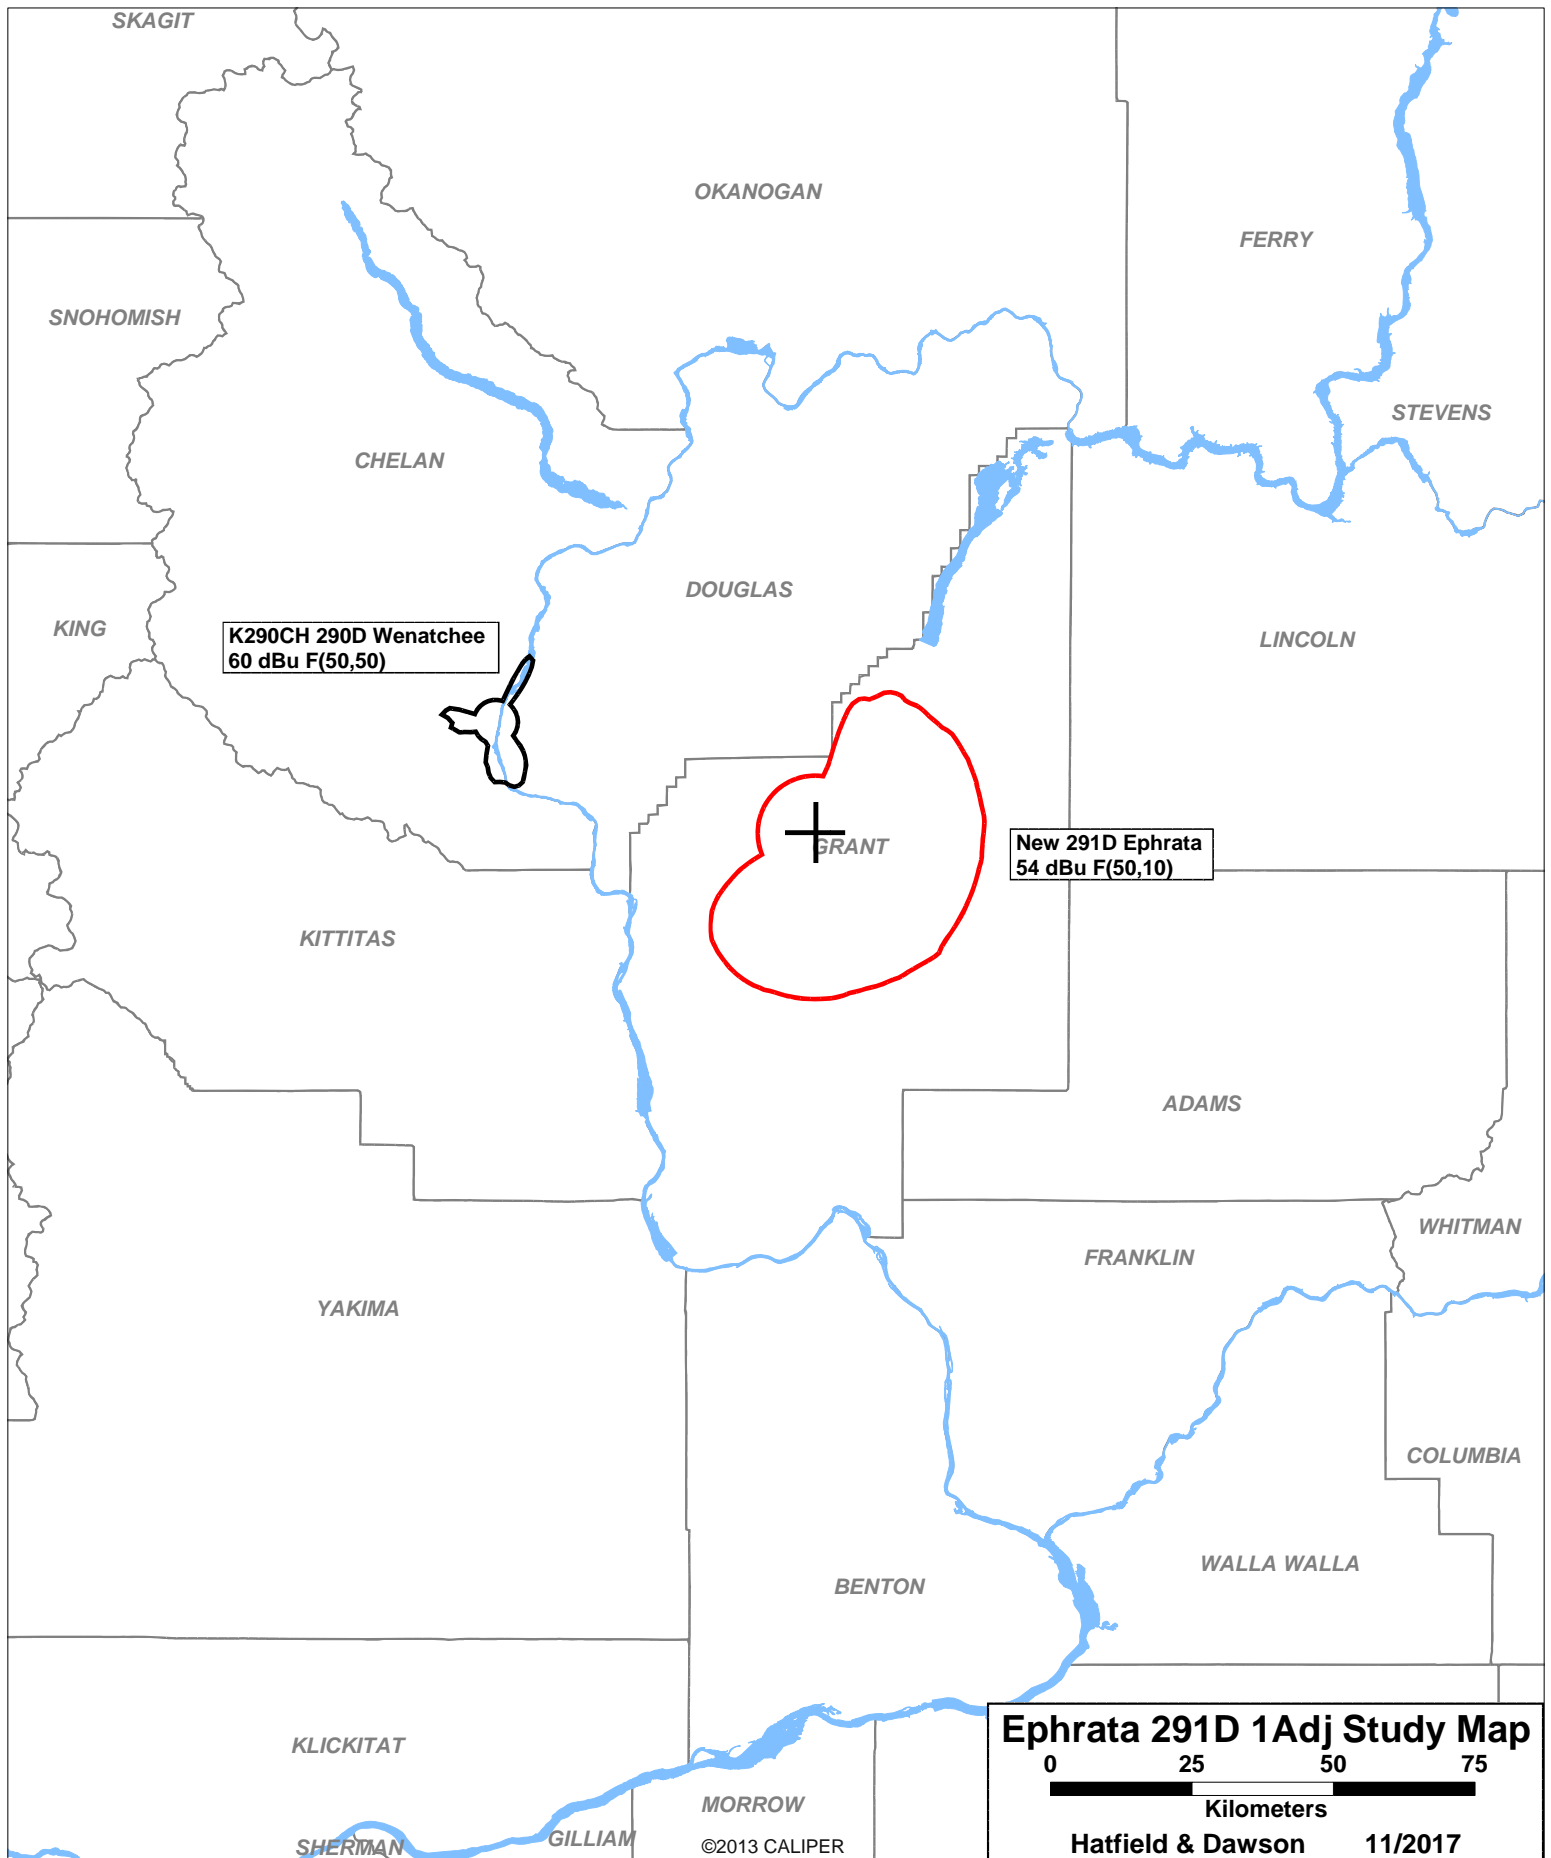 SKAGIT
OKANOGAN
FERRY
SNOHOMISH
STEVENS
CHELAN
DOUGLAS
KING
K290CH 290D Wenatchee
60 dBu F(50,50)
LINCOLN
GRANT
New 291D Ephrata
54 dBu F(50,10)
KITTITAS
ADAMS
WHITMAN
FRANKLIN
YAKIMA
COLUMBIA
WALLA WALLA
BENTON
KLICKITAT
MORROW
GILLIAM
SHERMAN
©2013 CALIPER
Ephrata 291D 1Adj Study Map
0 25 50 75
Kilometers
Hatfield & Dawson 11/2017